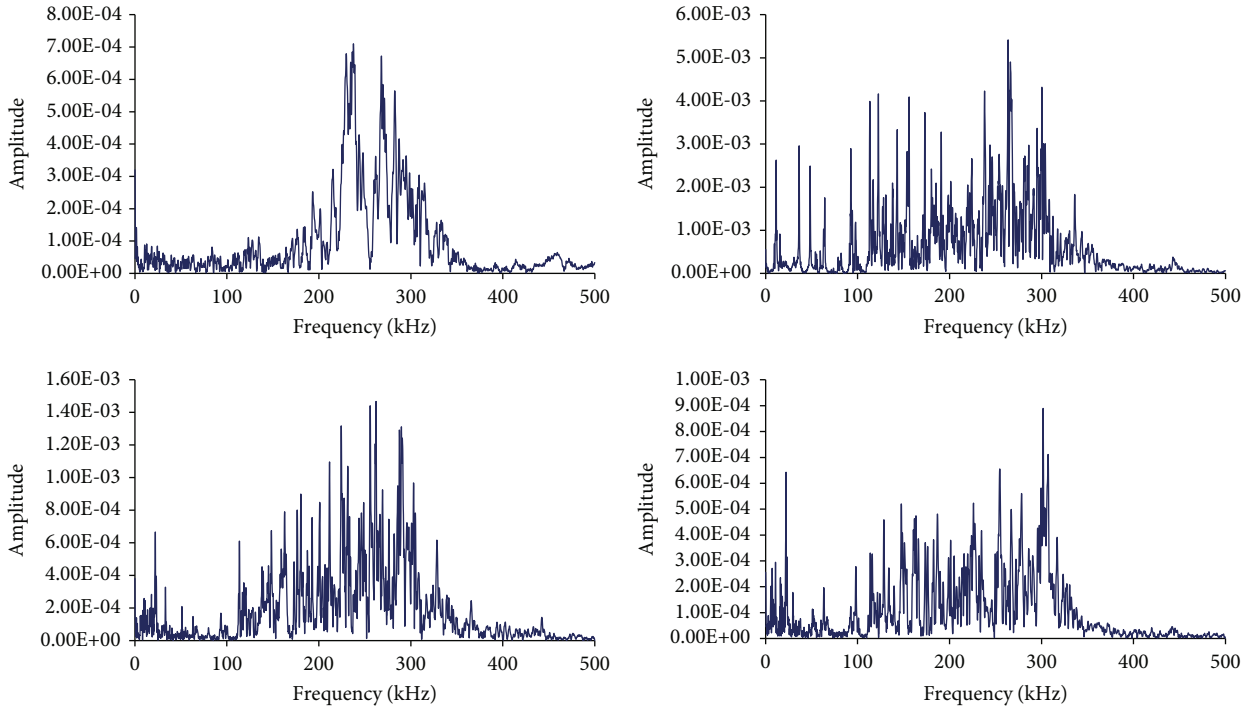 8.00E-04
7.00E-04
6.00E-04
5.00E-04
4.00E-04
3.00E-04
2.00E-04
1.00E-04
0.00E+00
Amplitude
0 100 200 300 400 500
Frequency (kHz)
6.00E-03
5.00E-03
4.00E-03
3.00E-03
2.00E-03
1.00E-03
0.00E+00
Amplitude
0 100 200 300 400 500
Frequency (kHz)
1.60E-03
1.40E-03
1.20E-03
1.00E-03
8.00E-04
6.00E-04
4.00E-04
2.00E-04
0.00E+00
Amplitude
0 100 200 300 400 500
Frequency (kHz)
1.00E-03
9.00E-04
8.00E-04
7.00E-04
6.00E-04
5.00E-04
4.00E-04
3.00E-04
2.00E-04
1.00E-04
0.00E+00
Amplitude
0 100 200 300 400 500
Frequency (kHz)